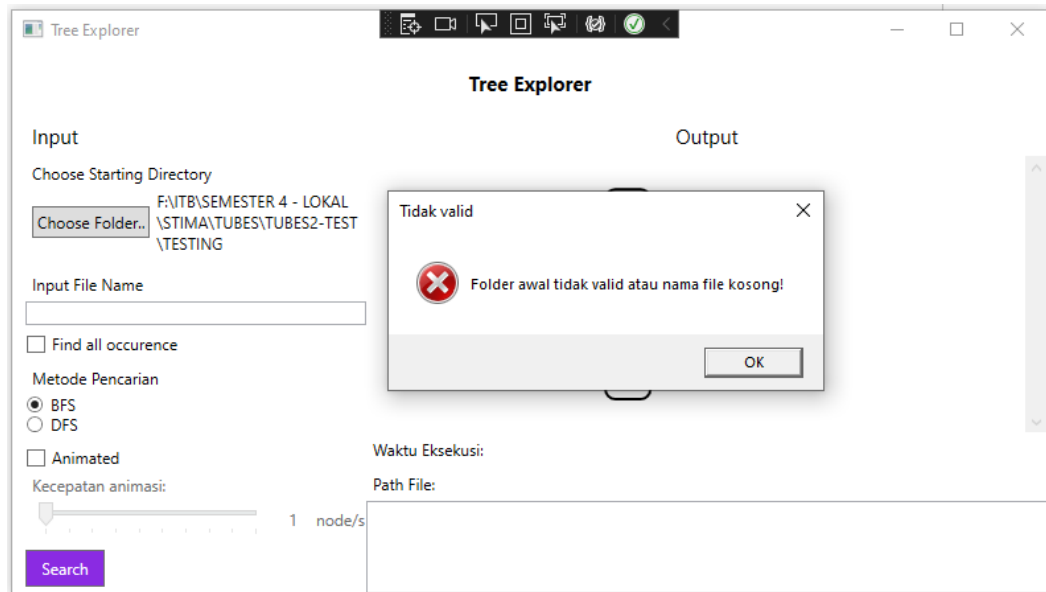 Tree Explorer
Tree Explorer
Input
Output
Choose Starting Directory
Choose Folder..
F:\ITB\SEMESTER 4 - LOKAL
\STIMA\TUBES\TUBES2-TEST
\TESTING
Tidak valid
Folder awal tidak valid atau nama file kosong!
OK
Input File Name
Find all occurence
Metode Pencarian
BFS
DFS
Animated
Kecepatan animasi:
1 node/s
Search
Waktu Eksekusi:
Path File: